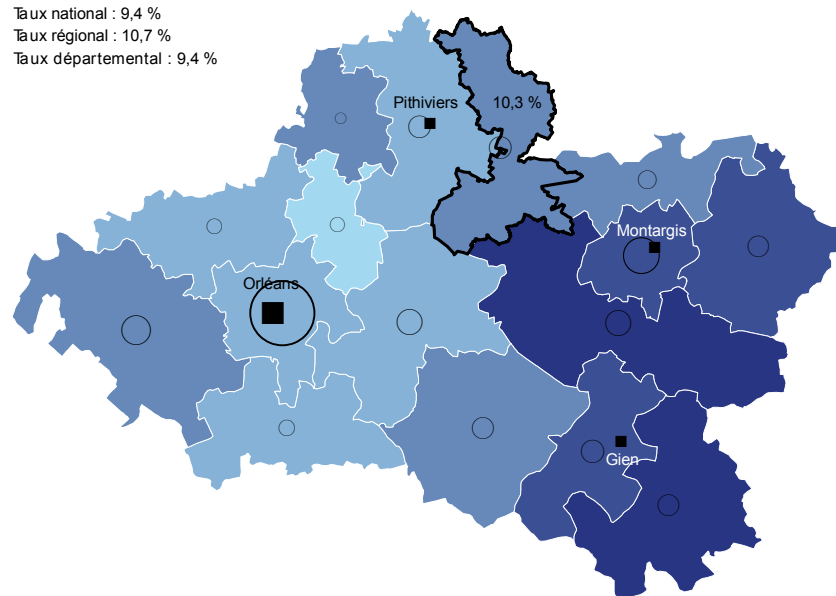 Taux national : 9,4 %
Taux régional : 10,7 %
Taux départemental : 9,4 %
Pithiviers
10,3 %
Montargis
Orléans
Gien